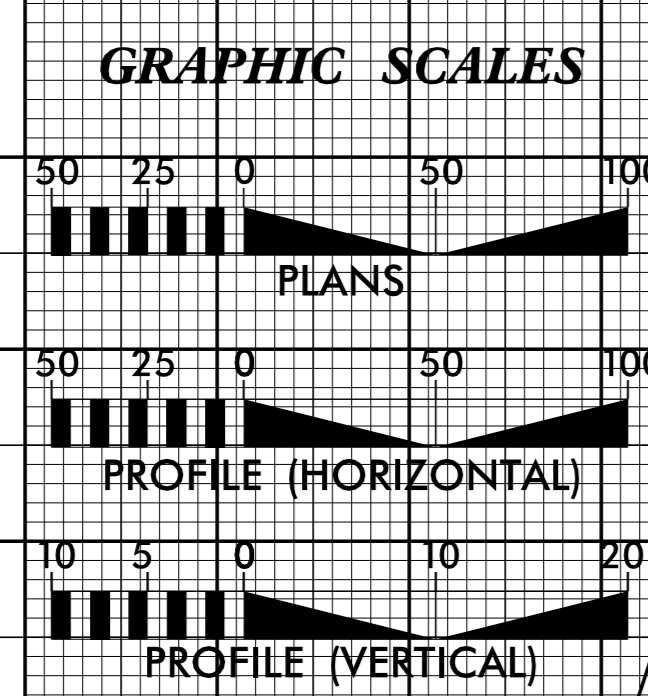 GRAPHIC SCALES
50 25 0 50 100
PLANS
50 25 0 50 100
PROFILE (HORIZONTAL)
10 5 0 10 20
PROFILE (VERTICAL)